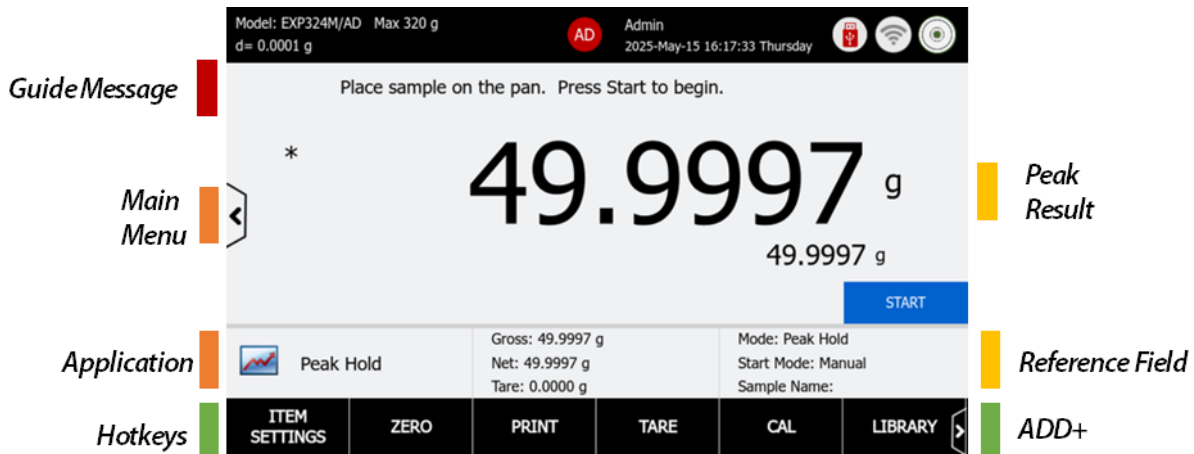 Model: EXP324M/AD Max 320 g
d= 0.0001 g
AD
Admin
2025-May-15 16:17:33 Thursday
Guide Message
Place sample on the pan. Press Start to begin.
*
49.9997 g
Peak
Result
Main
Menu
49.9997 g
START
Application
Peak Hold
Gross: 49.9997 g
Net: 49.9997 g
Tare: 0.0000 g
Mode: Peak Hold
Start Mode: Manual
Sample Name:
Reference Field
Hotkeys
ITEM
SETTINGS
ZERO
PRINT
TARE
CAL
LIBRARY
ADD+